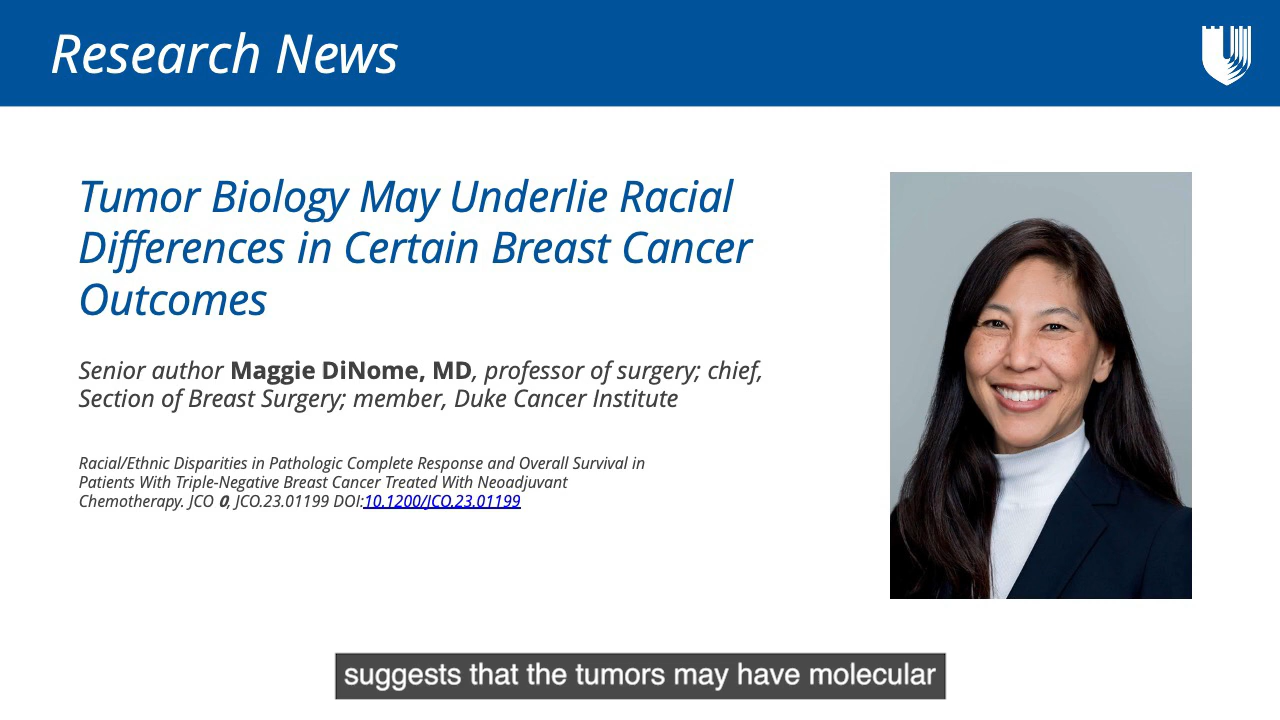 Research News
Tumor Biology May Underlie Racial
Differences in Certain Breast Cancer
Outcomes
Senior author Maggie DiNome, MD, professor of surgery; chief,
Section of Breast Surgery; member, Duke Cancer Institute
Racial/Ethnic Disparities in Pathologic Complete Response and Overall Survival in
Patients With Triple-Negative Breast Cancer Treated With Neoadjuvant
Chemotherapy. JCO 0, JCO.23.01199 DOI:10.1200/JCO.23.01199
suggests that the tumors may have molecular